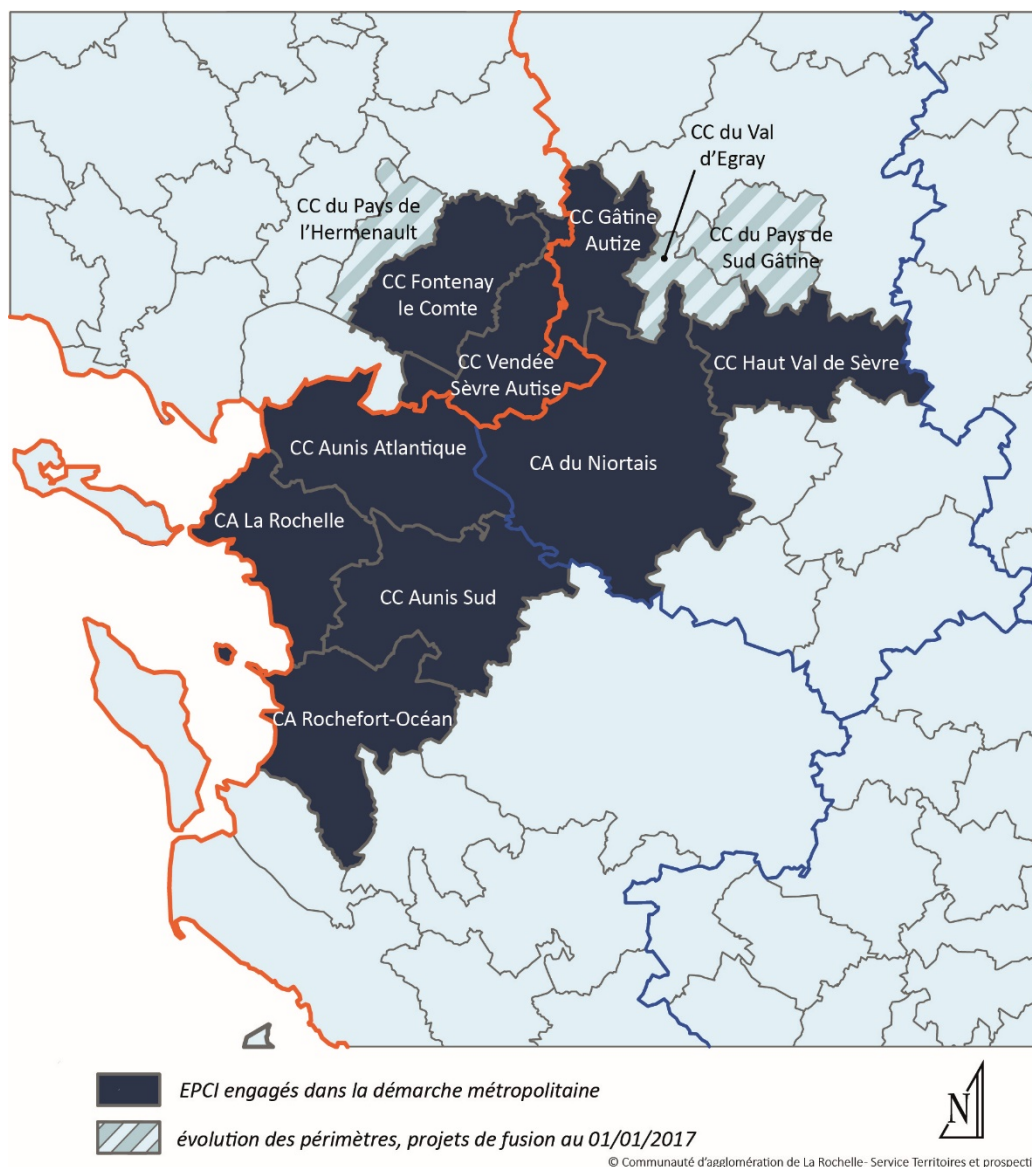 CC du Val
d'Egray
CC du Pays de
l'Hermenault
CC Gâtine
Autize
CC du Pays de
Sud Gâtine
CC Fontenay
le Comte
CC Vendée
Sèvre Autise
CC Haut Val de Sèvre
CC Aunis Atlantique
CA du Niortais
CA La Rochelle
CC Aunis Sud
CA Rochefort-Océan
EPCI engagés dans la démarche métropolitaine
évolution des périmètres, projets de fusion au 01/01/2017
N
© Communauté d'agglomération de La Rochelle- Service Territoires et prospecti